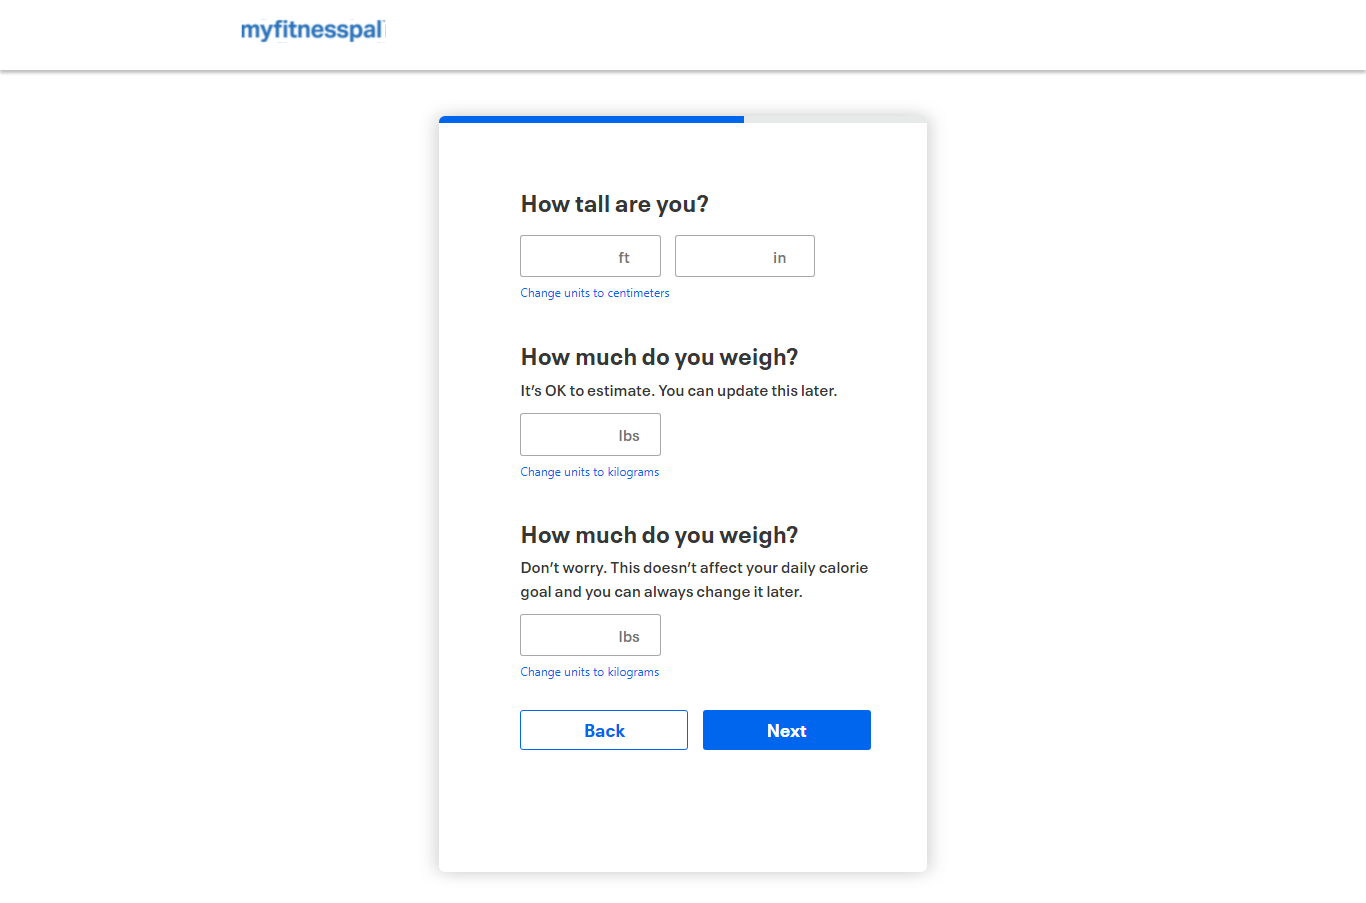 myfitnesspal
How tall are you?
ft in
Change units to centimeters
How much do you weigh?
It's OK to estimate. You can update this later.
lbs
Change units to kilograms
How much do you weigh?
Don't worry. This doesn't affect your daily calorie
goal and you can always change it later.
lbs
Change units to kilograms
Back Next